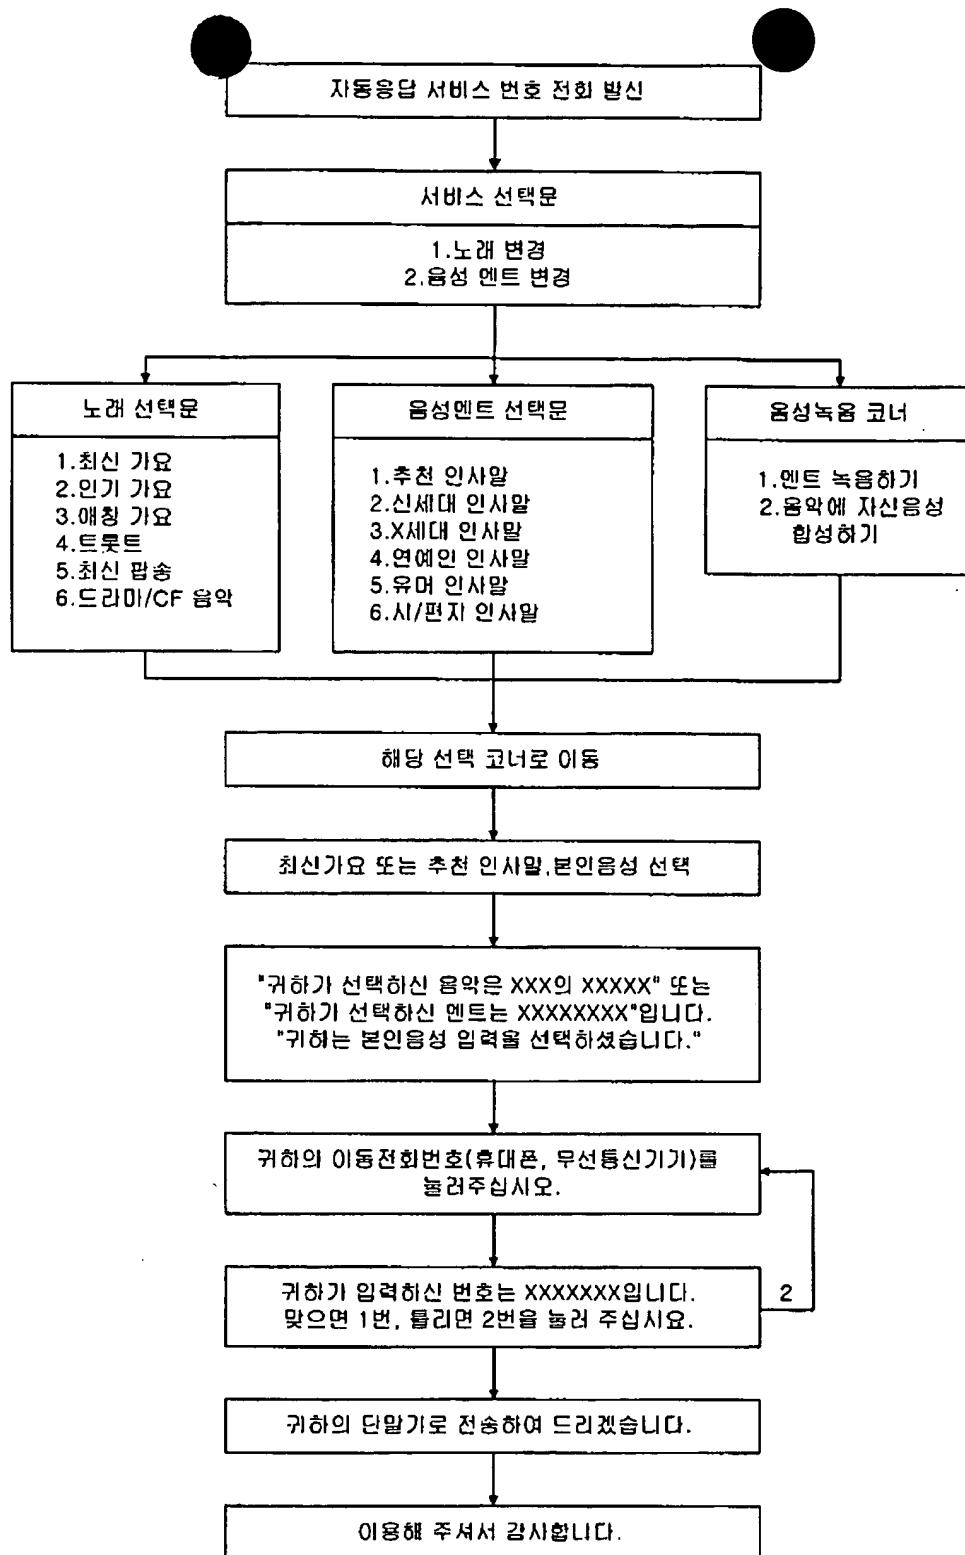 자동응답 서비스 번호 전화 발신
서비스 선택문
1.노래 변경
2.음성 멘트 변경
노래 선택문
1.최신 가요
2.인기 가요
3.애창 가요
4.트롯트
5.최신 팝송
6.드라마/CF 음악
음성멘트 선택문
1.추천 인사말
2.신세대 인사말
3.X세대 인사말
4.연예인 인사말
5.유머 인사말
6.시/편지 인사말
음성녹음 코너
1.멘트 녹음하기
2.음악에 자신음성
합성하기
해당 선택 코너로 이동
최신가요 또는 추천 인사말,본인음성 선택
"귀하가 선택하신 음악은 XXX의 XXXXX" 또는
"귀하가 선택하신 멘트는 XXXXXXXX"입니다.
"귀하는 본인음성 입력을 선택하셨습니다."
귀하의 이동전화번호(휴대폰, 무선통신기기)를
눌러주십시오.
귀하가 입력하신 번호는 XXXXXXX입니다.
맞으면 1번, 틀리면 2번을 눌러 주십시요.
2
귀하의 단말기로 전송하여 드리겠습니다.
이용해 주셔서 감사합니다.